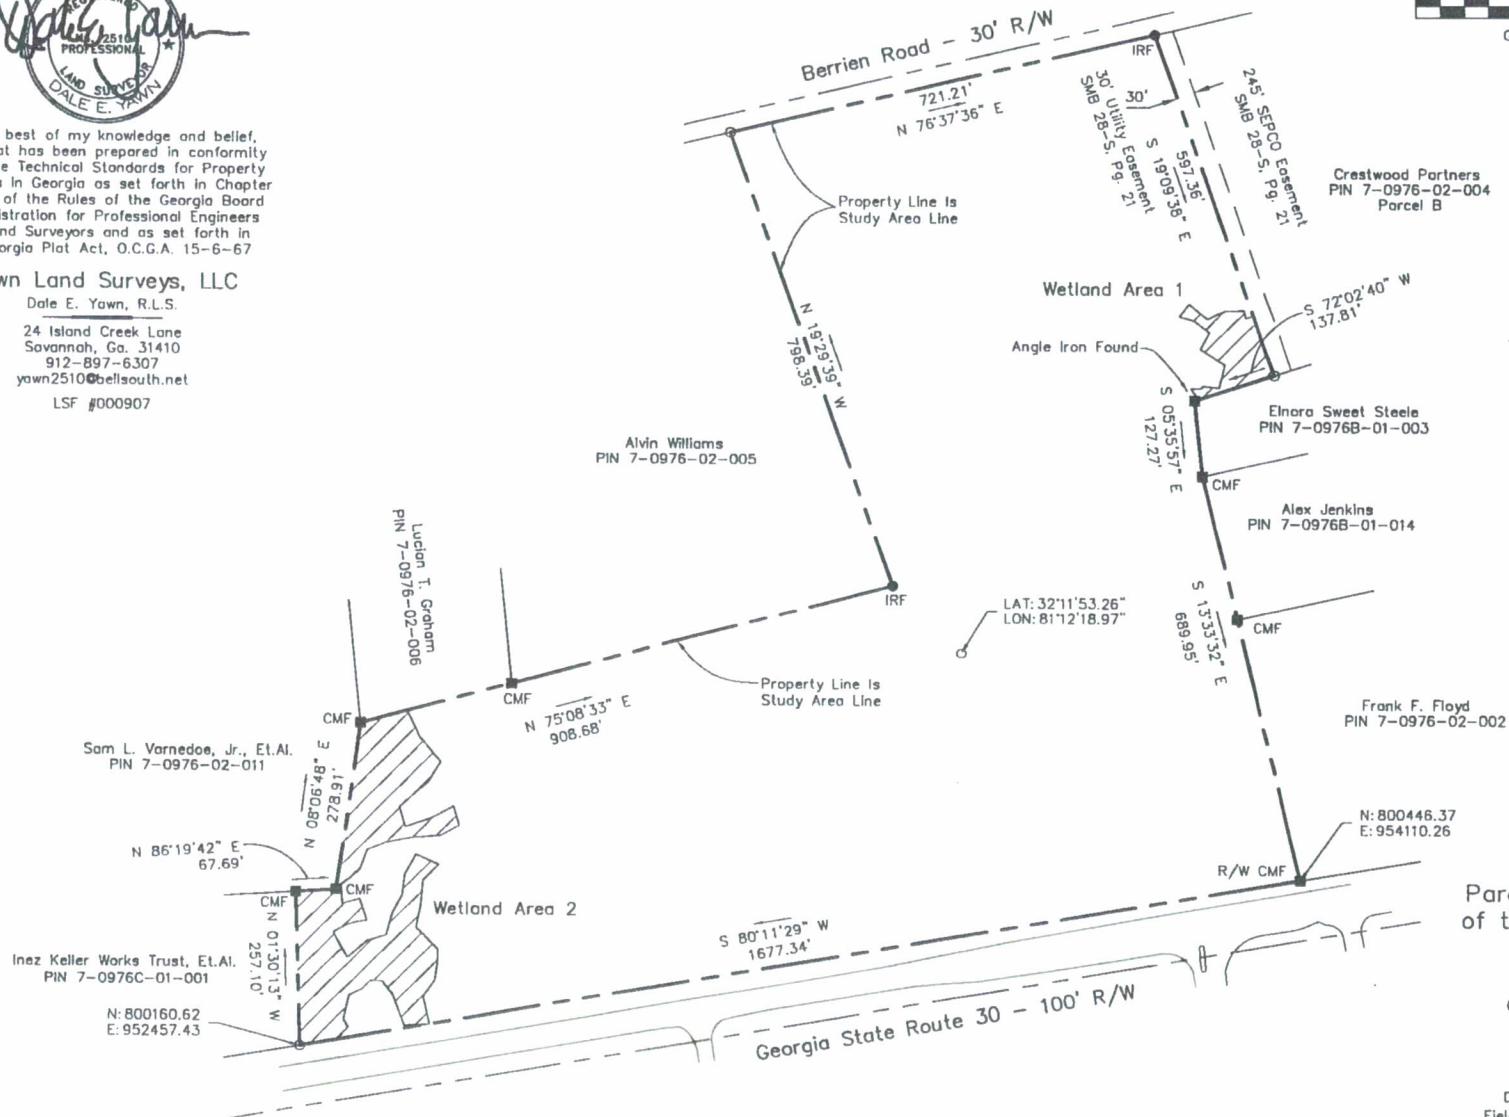 2510
PROFESSIONAL
LAND SURVEYOR
DALE E. YAWN
best of my knowledge and belief,
at has been prepared in conformity
e Technical Standards for Property
s in Georgia as set forth in Chapter
of the Rules of the Georgia Board
istration for Professional Engineers
nd Surveyors and as set forth in
orgia Plat Act, O.C.G.A. 15-6-67
wn Land Surveys, LLC
Dale E. Yawn, R.L.S.
24 Island Creek Lane
Savannah, Ga. 31410
912-897-6307
yawn2510@bellsouth.net
LSF #000907
Berrien Road - 30' R/W
721.21'
N 76°37'36" E
IRF
30'
30' Utility Easement
SMB 28-S, Pg. 21
597.36'
S 19°09'38" E
245' SEPCO Easement
SMB 28-S, Pg. 21
Crestwood Partners
PIN 7-0976-02-004
Parcel B
Property Line Is
Study Area Line
Wetland Area 1
S 72°02'40" W
137.81'
Angle Iron Found
N 19°29'39" W
798.39'
S 05°35'57" E
127.27'
Elnora Sweet Steele
PIN 7-0976B-01-003
CMF
Alvin Williams
PIN 7-0976-02-005
Alex Jenkins
PIN 7-0976B-01-014
Lucian T. Graham
PIN 7-0976-02-006
IRF
LAT: 32°11'53.26"
LON: 81°12'18.97"
S 13°33'32" E
689.95'
CMF
CMF
Property Line Is
Study Area Line
N 75°08'33" E
908.68'
CMF
Frank F. Floyd
PIN 7-0976-02-002
Sam L. Varnedoe, Jr., Et.Al.
PIN 7-0976-02-011
N 08°06'48" E
278.91'
N 86°19'42" E
67.69'
CMF
CMF
N: 800446.37
E: 954110.26
R/W CMF
Wetland Area 2
S 80°11'29" W
1677.34'
Inez Keller Works Trust, Et.Al.
PIN 7-0976C-01-001
N 01°30'13" W
257.10'
N: 800160.62
E: 952457.43
Georgia State Route 30 - 100' R/W
Par
of t